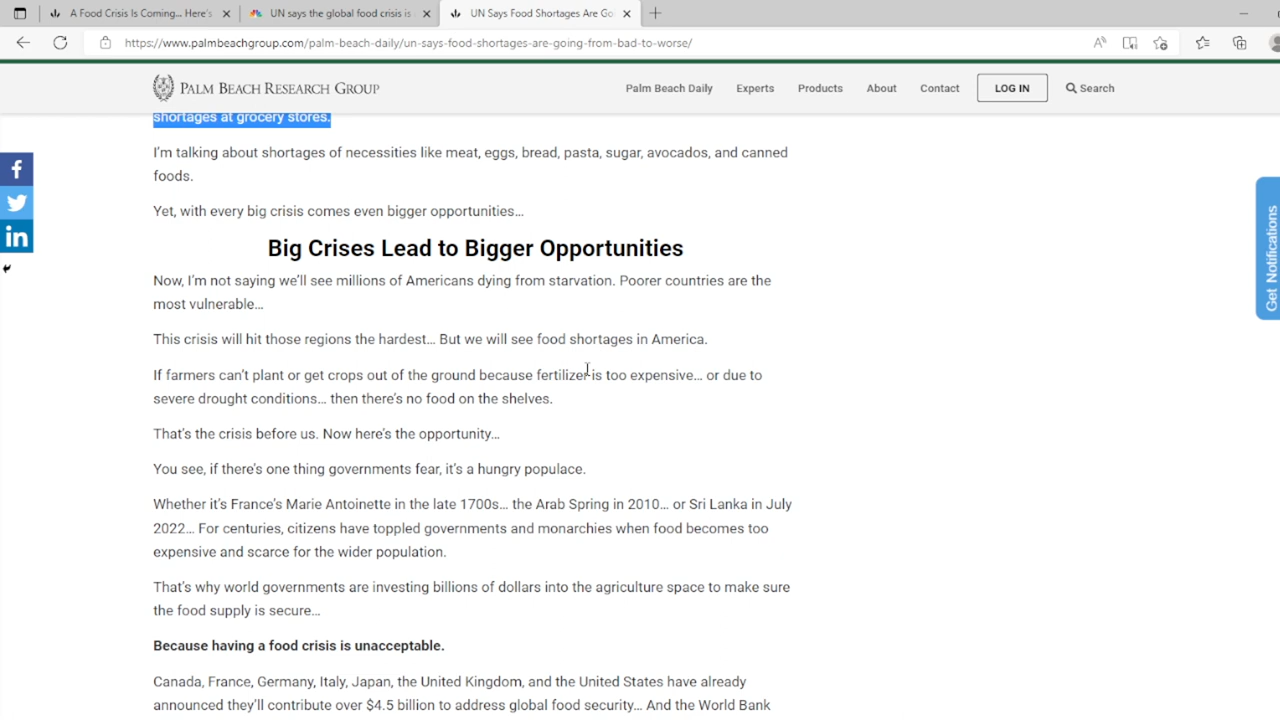 A Food Crisis Is Coming... Here's
UN says the global food crisis is
UN Says Food Shortages Are Go
https://www.palmbeachgroup.com/palm-beach-daily/un-says-food-shortages-are-going-from-bad-to-worse/
PALM BEACH RESEARCH GROUP
Palm Beach Daily Experts Products About Contact LOG IN Search
shortages at grocery stores.
I'm talking about shortages of necessities like meat, eggs, bread, pasta, sugar, avocados, and canned
foods.
Yet, with every big crisis comes even bigger opportunities…
Big Crises Lead to Bigger Opportunities
Now, I'm not saying we'll see millions of Americans dying from starvation. Poorer countries are the
most vulnerable…
This crisis will hit those regions the hardest… But we will see food shortages in America.
If farmers can't plant or get crops out of the ground because fertilizer is too expensive… or due to
severe drought conditions… then there's no food on the shelves.
That's the crisis before us. Now here's the opportunity…
You see, if there's one thing governments fear, it's a hungry populace.
Whether it's France's Marie Antoinette in the late 1700s… the Arab Spring in 2010… or Sri Lanka in July
2022… For centuries, citizens have toppled governments and monarchies when food becomes too
expensive and scarce for the wider population.
That's why world governments are investing billions of dollars into the agriculture space to make sure
the food supply is secure…
Because having a food crisis is unacceptable.
Canada, France, Germany, Italy, Japan, the United Kingdom, and the United States have already
announced they'll contribute over $4.5 billion to address global food security… And the World Bank
Get Notifications